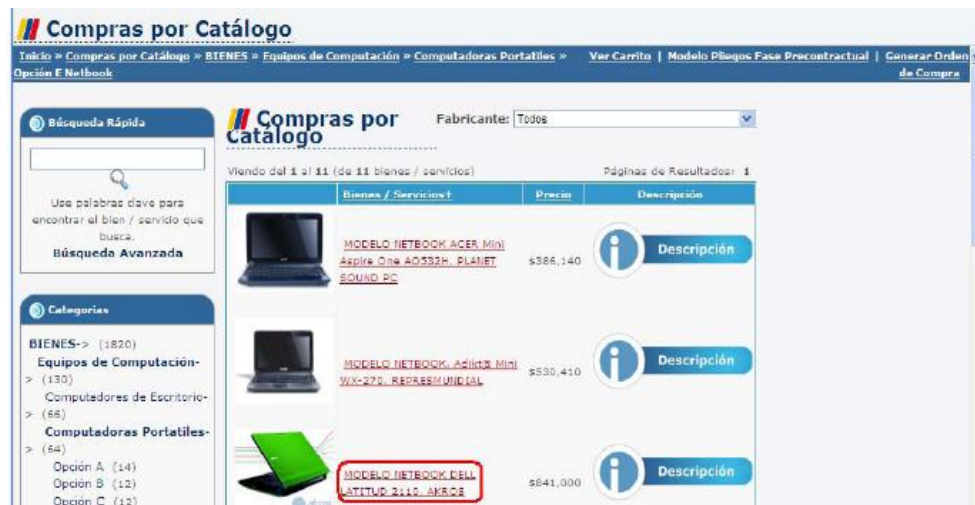 Compras por Catálogo
Inicio » Compras por Catálogo » BIENES » Equipos de Computación » Computadoras Portatiles »
Opción E Netbook
Ver Carrito | Modelo Pliegos Fase Precontractual | Generar Orden
de Compra
Búsqueda Rápida
Use palabras clave para
encontrar el bien / servicio que
busca.
Búsqueda Avanzada
Categorias
BIENES-> (1820)
Equipos de Computación-
> (130)
Computadores de Escritorio-
> (66)
Computadoras Portatiles-
> (64)
Opción A (14)
Opción B (12)
Opción C (12)
Compras por
Catálogo
Fabricante: Todos
Viendo del 1 al 11 (de 11 bienes / servicios)
Páginas de Resultados: 1
Bienes / Servicios+ Precio Descripción
MODELO NETBOOK ACER Mini
Aspire One AO532H. PLANET
SOUND PC
$386,140
Descripción
MODELO NETBOOK. Adikt@ Mini
WX-270. REPRESMUNDIAL
$530,410
Descripción
MODELO NETBOOK DELL
LATITUD 2110. AKROS
$841,000
Descripción